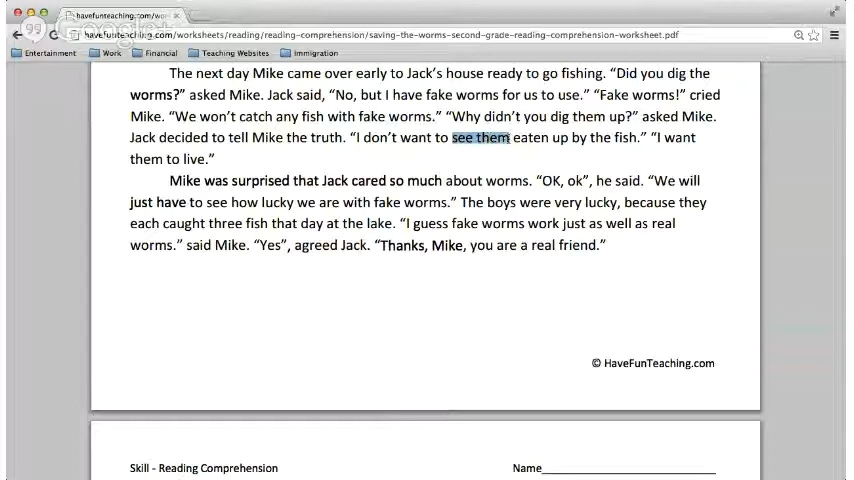 havefunteaching.com/wor
Google+
havefunteaching.com/worksheets/reading/reading-comprehension/saving-the-worms-second-grade-reading-comprehension-worksheet.pdf
Entertainment Work Financial Teaching Websites Immigration
The next day Mike came over early to Jack’s house ready to go fishing. “Did you dig the
worms?” asked Mike. Jack said, “No, but I have fake worms for us to use.” “Fake worms!” cried
Mike. “We won’t catch any fish with fake worms.” “Why didn’t you dig them up?” asked Mike.
Jack decided to tell Mike the truth. “I don’t want to see them eaten up by the fish.” “I want
them to live.”
Mike was surprised that Jack cared so much about worms. “OK, ok”, he said. “We will
just have to see how lucky we are with fake worms.” The boys were very lucky, because they
each caught three fish that day at the lake. “I guess fake worms work just as well as real
worms.” said Mike. “Yes”, agreed Jack. “Thanks, Mike, you are a real friend.”
© HaveFunTeaching.com
Skill - Reading Comprehension Name